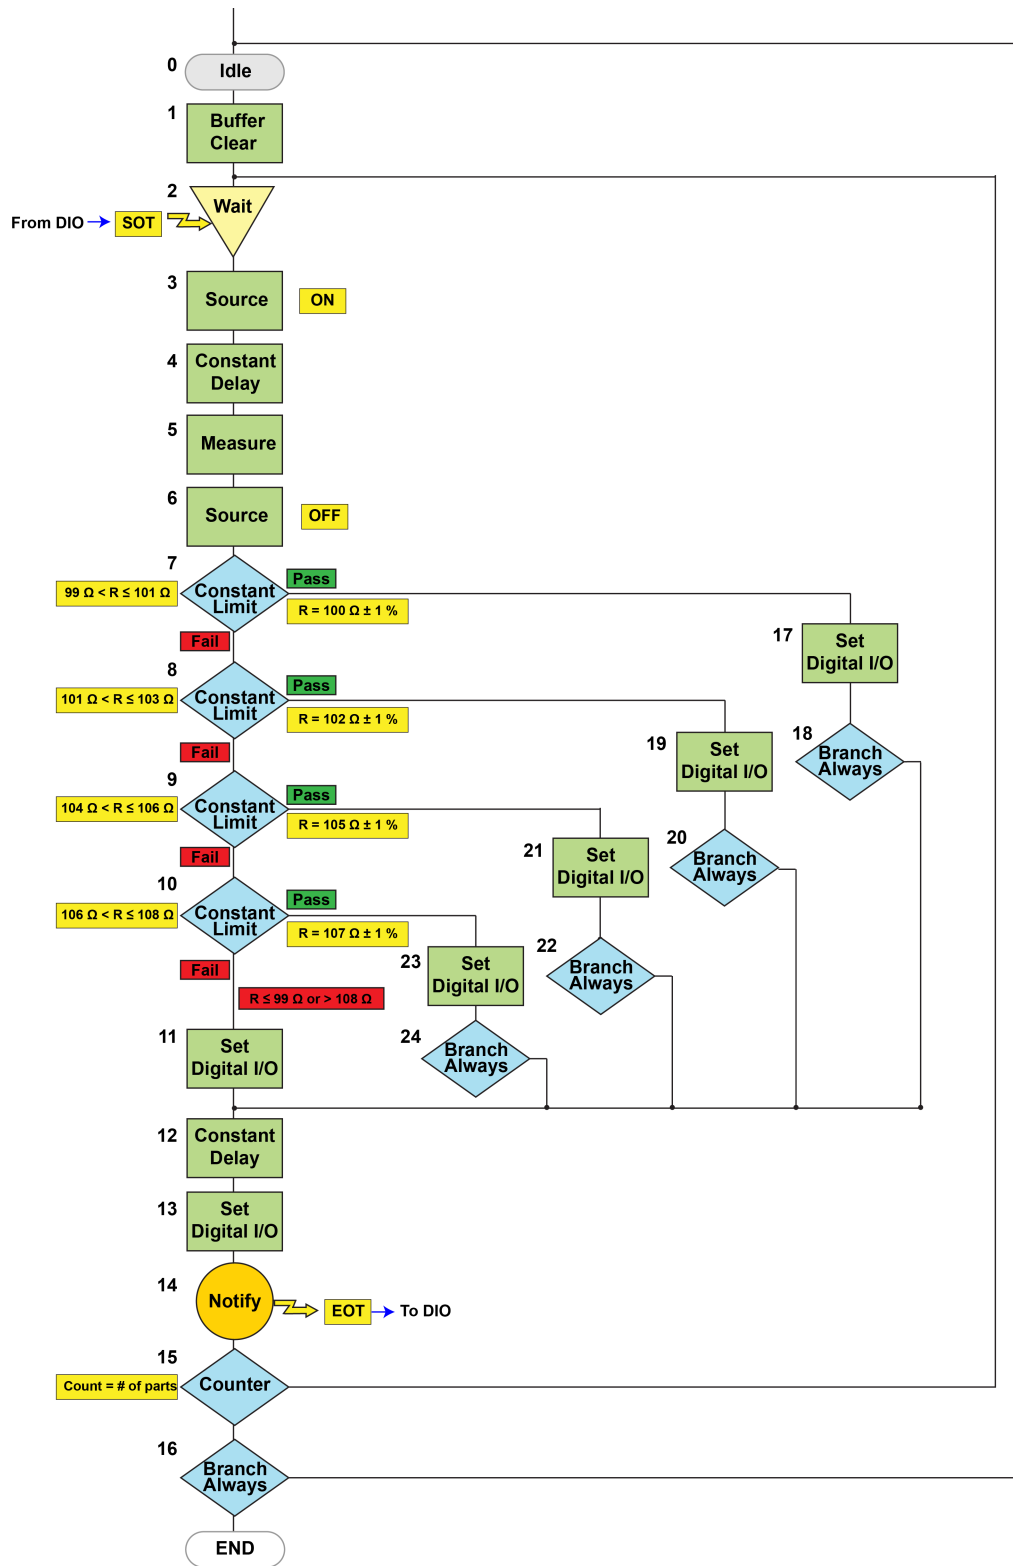 0
Idle
1
Buffer
Clear
2
Wait
From DIO
SOT
3
Source
ON
4
Constant
Delay
5
Measure
6
Source
OFF
7
Constant
Limit
99 Ω < R ≤ 101 Ω
Pass
R = 100 Ω ± 1 %
Fail
17
Set
Digital I/O
8
Constant
Limit
101 Ω < R ≤ 103 Ω
Pass
R = 102 Ω ± 1 %
Fail
18
Branch
Always
19
Set
Digital I/O
9
Constant
Limit
104 Ω < R ≤ 106 Ω
Pass
R = 105 Ω ± 1 %
Fail
20
Branch
Always
21
Set
Digital I/O
10
Constant
Limit
106 Ω < R ≤ 108 Ω
Pass
R = 107 Ω ± 1 %
Fail
22
Branch
Always
23
Set
Digital I/O
R ≤ 99 Ω or > 108 Ω
24
Branch
Always
11
Set
Digital I/O
12
Constant
Delay
13
Set
Digital I/O
14
Notify
EOT
To DIO
15
Counter
Count = # of parts
16
Branch
Always
END